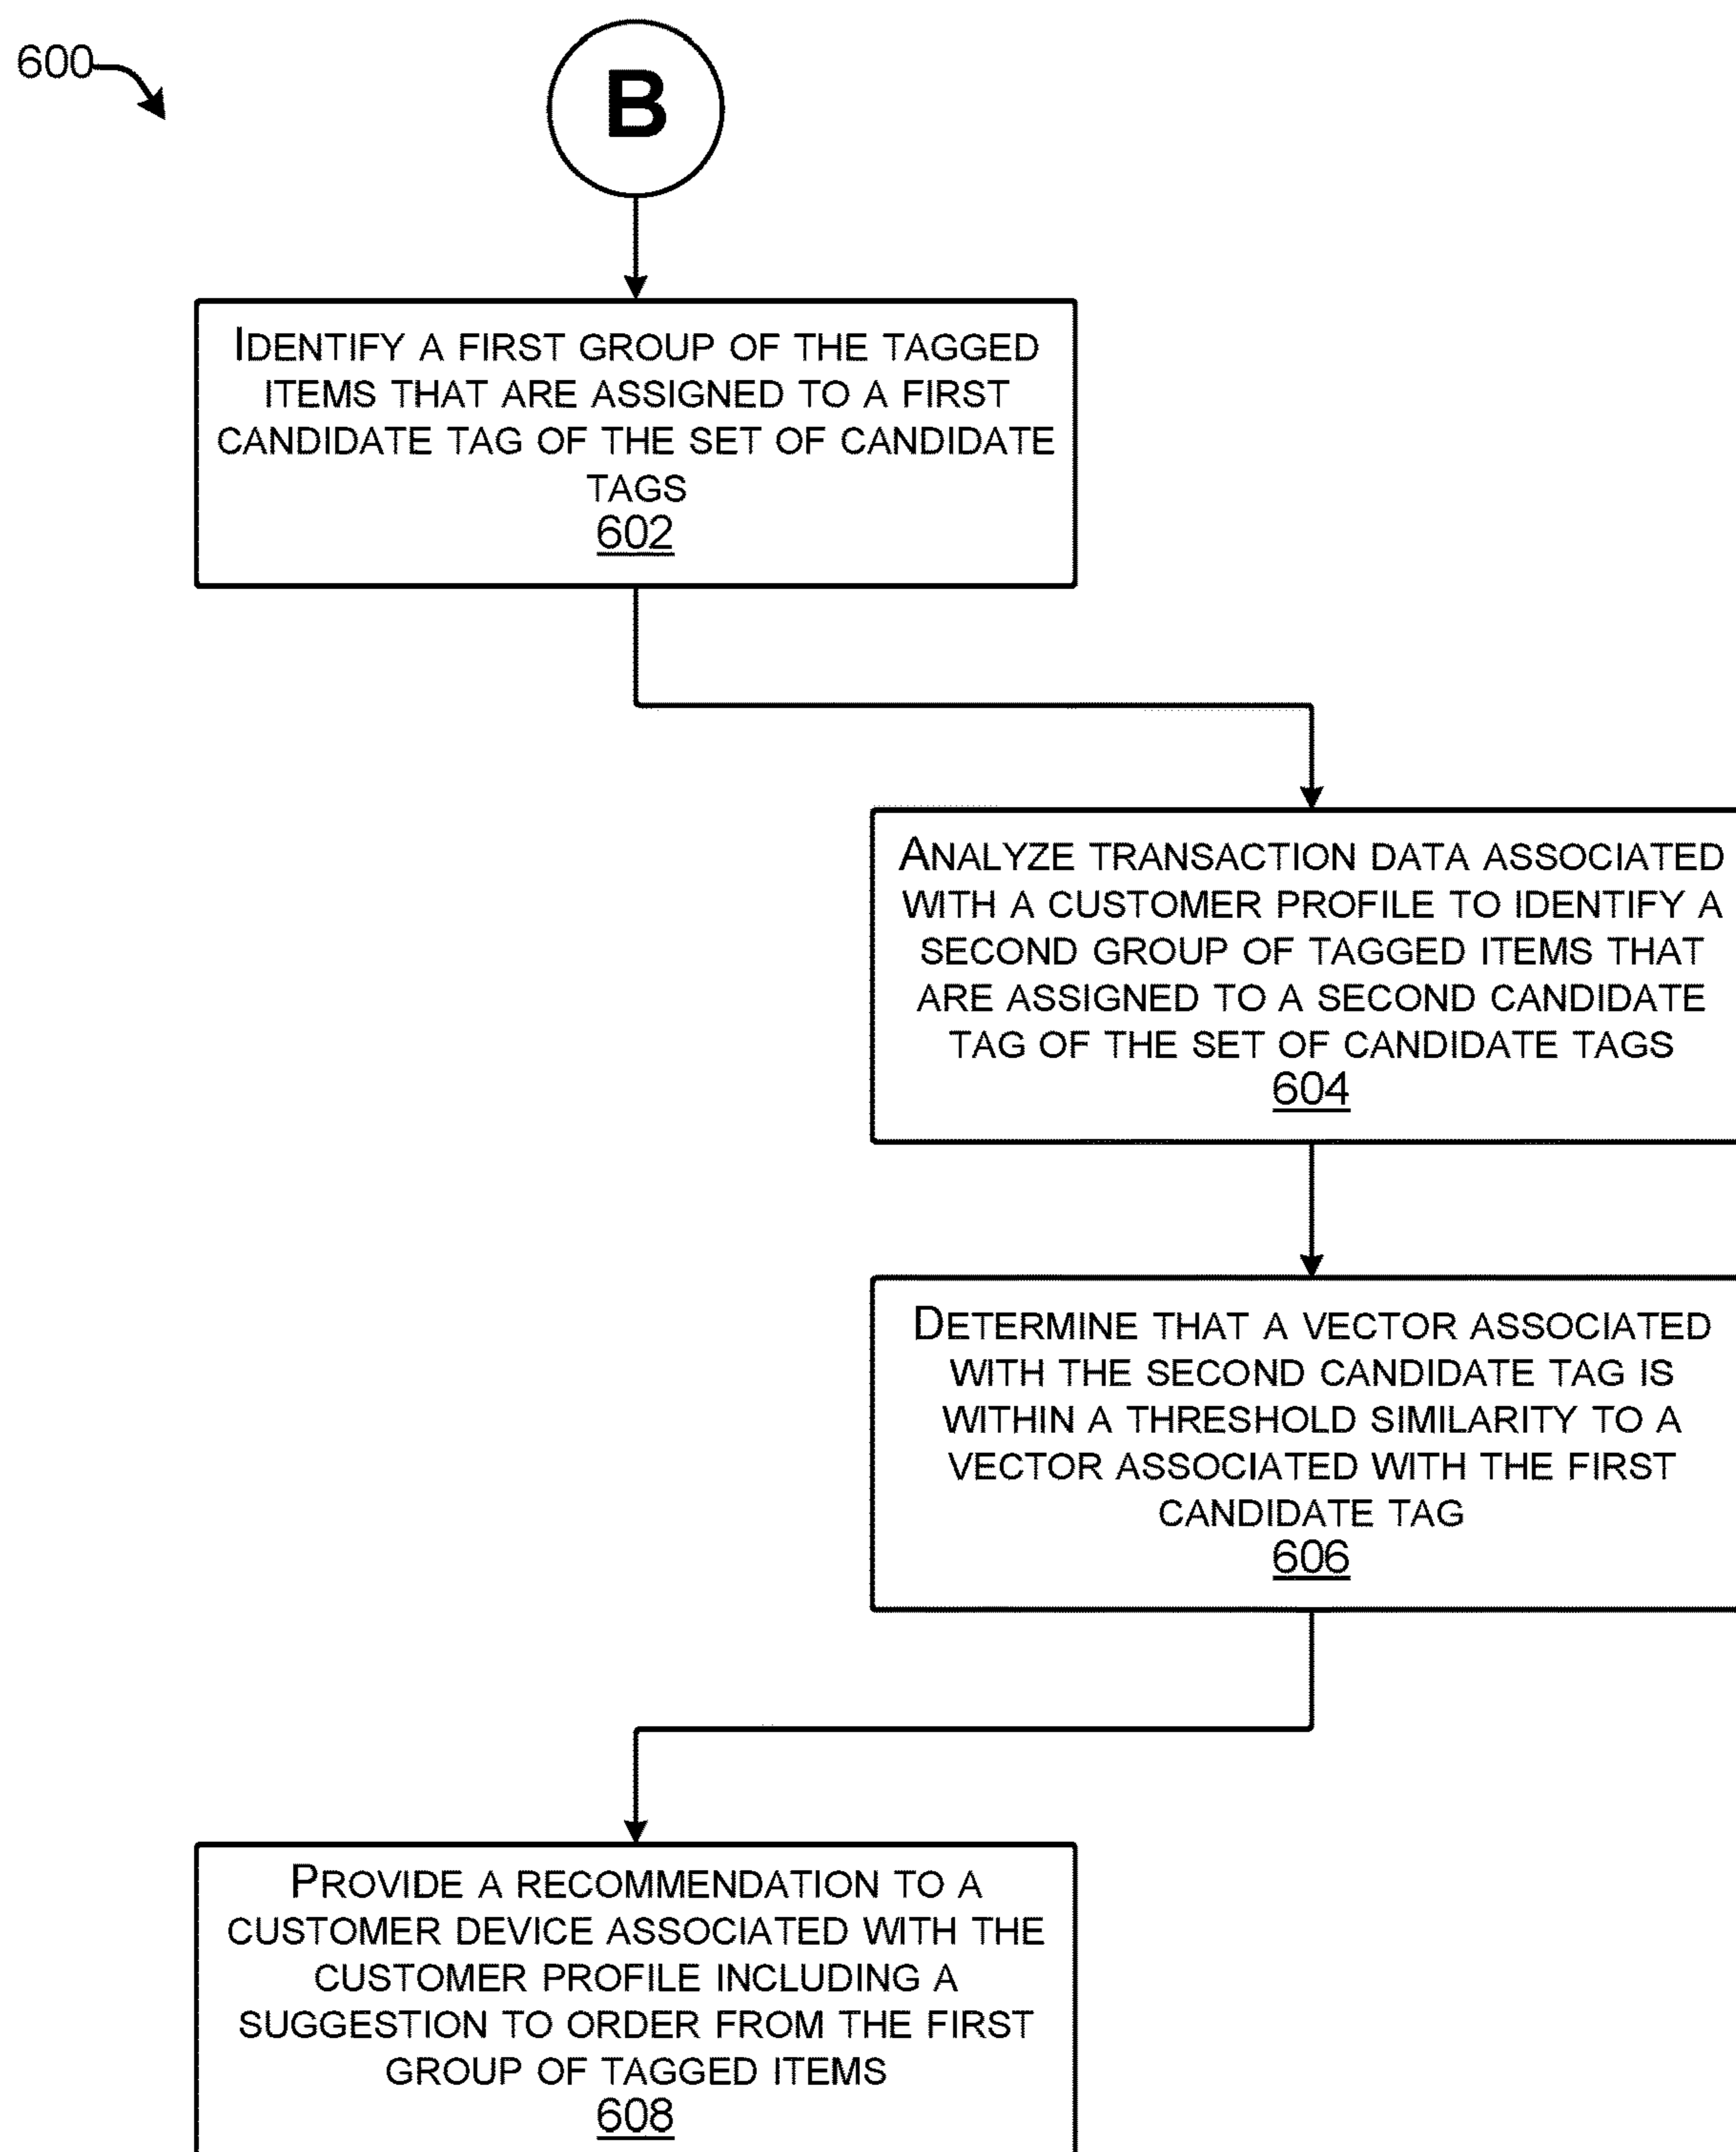 600
B
IDENTIFY A FIRST GROUP OF THE TAGGED
ITEMS THAT ARE ASSIGNED TO A FIRST
CANDIDATE TAG OF THE SET OF CANDIDATE
TAGS
602
ANALYZE TRANSACTION DATA ASSOCIATED
WITH A CUSTOMER PROFILE TO IDENTIFY A
SECOND GROUP OF TAGGED ITEMS THAT
ARE ASSIGNED TO A SECOND CANDIDATE
TAG OF THE SET OF CANDIDATE TAGS
604
DETERMINE THAT A VECTOR ASSOCIATED
WITH THE SECOND CANDIDATE TAG IS
WITHIN A THRESHOLD SIMILARITY TO A
VECTOR ASSOCIATED WITH THE FIRST
CANDIDATE TAG
606
PROVIDE A RECOMMENDATION TO A
CUSTOMER DEVICE ASSOCIATED WITH THE
CUSTOMER PROFILE INCLUDING A
SUGGESTION TO ORDER FROM THE FIRST
GROUP OF TAGGED ITEMS
608